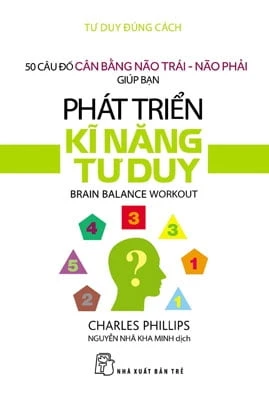 TƯ DUY ĐÚNG CÁCH
50 CÂU ĐỐ CÂN BẰNG NÃO TRÁI - NÃO PHẢI
GIÚP BẠN
PHÁT TRIỂN
KĨ NĂNG
TƯ DUY
BRAIN BALANCE WORKOUT
4 3 3
5 ? 1
2 1
CHARLES PHILLIPS
NGUYỄN NHÃ KHA MINH dịch
NHÀ XUẤT BẢN TRẺ